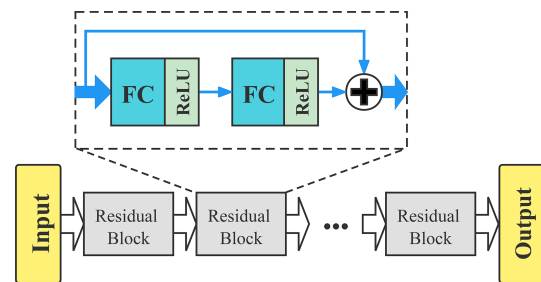 FC
ReLU
FC
ReLU
Input
Residual
Block
Residual
Block
Residual
Block
Output